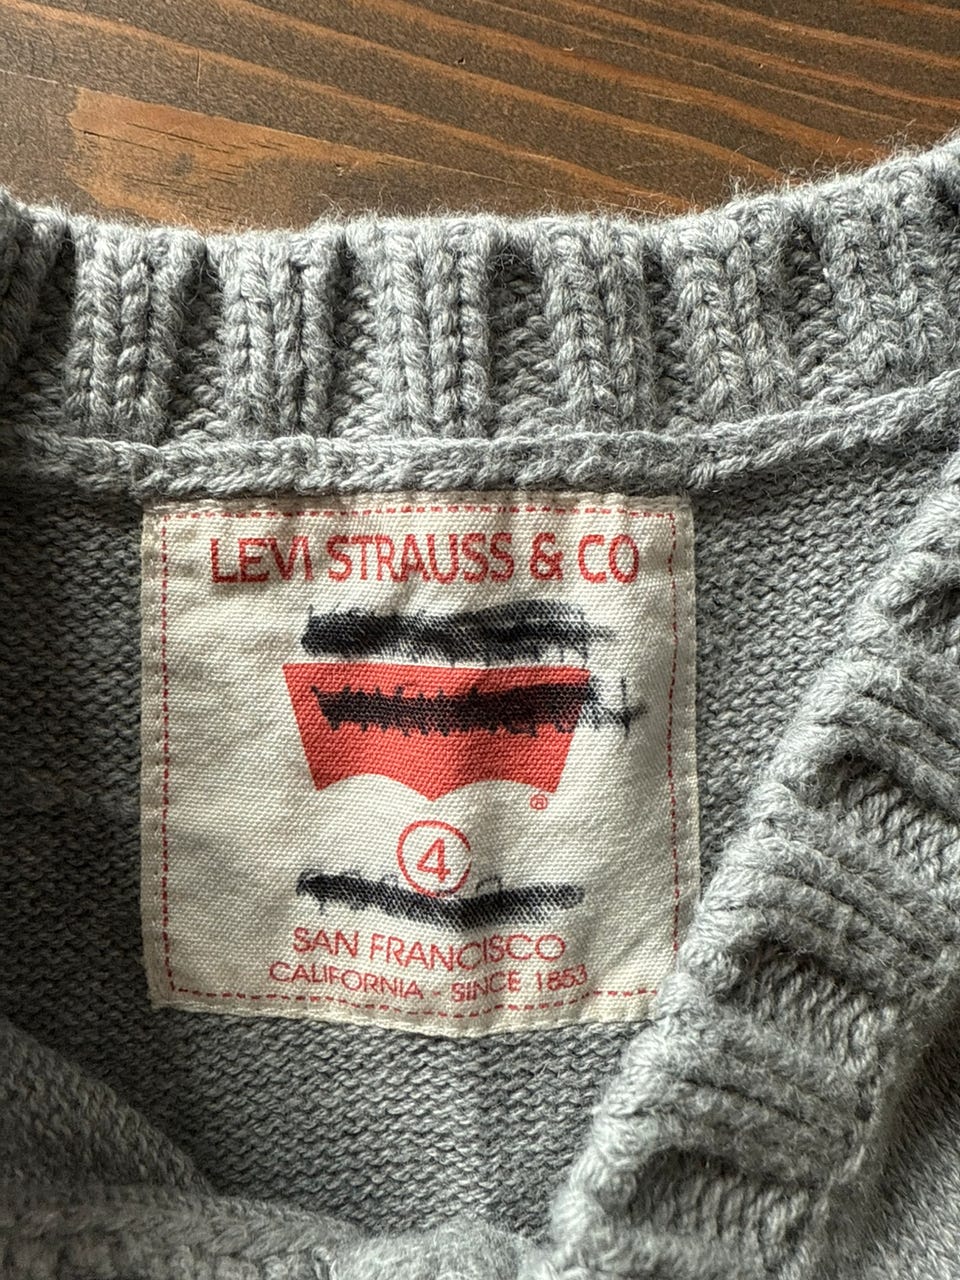 LEVI STRAUSS & CO
®
4
SAN FRANCISCO
CALIFORNIA - SINCE 1853